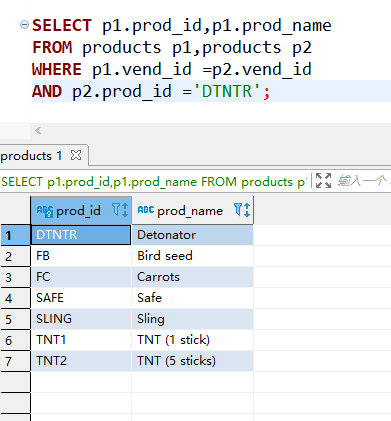 SELECT p1.prod_id,p1.prod_name
FROM products p1,products p2
WHERE p1.vend_id =p2.vend_id
AND p2.prod_id ='DTNTR';
products 1
SELECT p1.prod_id,p1.prod_name FROM products p
输入一个
ABC prod_id ABC prod_name
1 DTNTR Detonator
2 FB Bird seed
3 FC Carrots
4 SAFE Safe
5 SLING Sling
6 TNT1 TNT (1 stick)
7 TNT2 TNT (5 sticks)